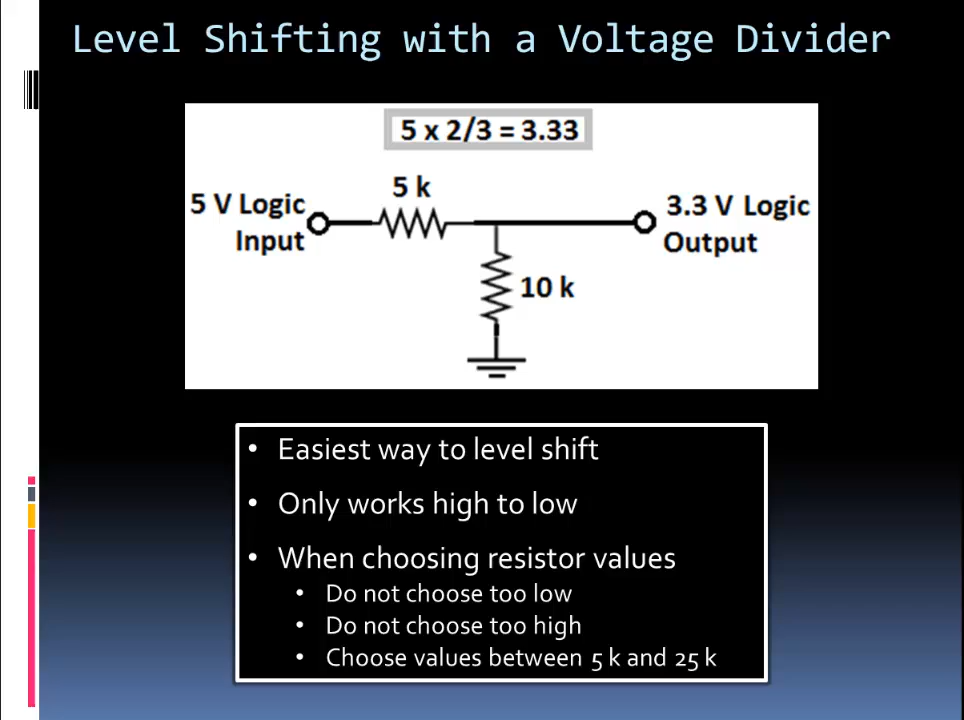 Level Shifting with a Voltage Divider
5 x 2/3 = 3.33
5 k
5 V Logic
Input
3.3 V Logic
Output
10 k
• Easiest way to level shift
• Only works high to low
• When choosing resistor values
• Do not choose too low
• Do not choose too high
• Choose values between 5 k and 25 k